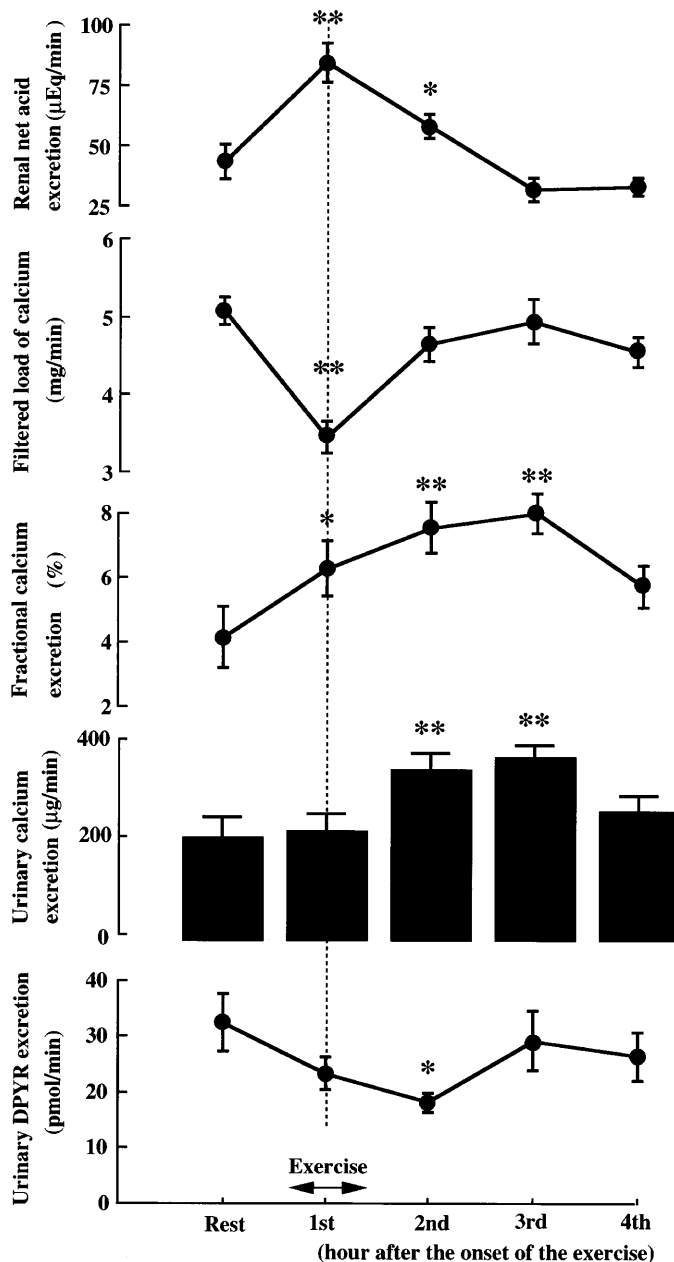 Renal net acid
excretion (μEq/min)
100
75
50
25
**
*
Filtered load of calcium
(mg/min)
6
5
4
3
**
Fractional calcium
excretion (%)
8
6
4
2
*
**
**
Urinary calcium
excretion (μg/min)
400
200
0
**
**
Urinary DPYR excretion
(pmol/min)
40
30
20
10
0
*
Exercise
Rest 1st 2nd 3rd 4th
(hour after the onset of the exercise)